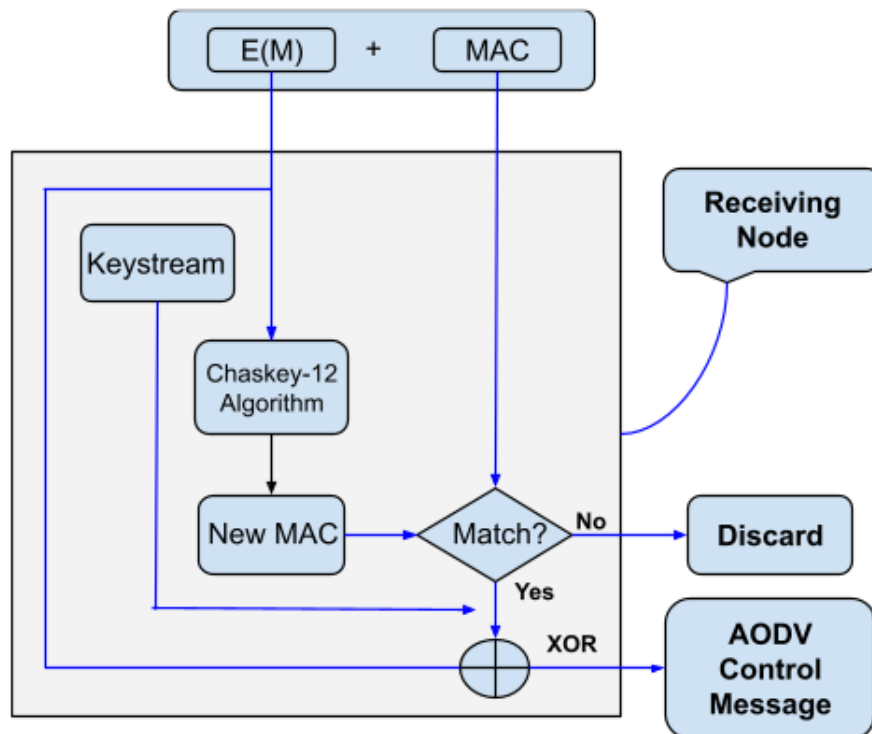 E(M) + MAC
Receiving
Node
Keystream
Chaskey-12
Algorithm
New MAC
Match?
No
Discard
Yes
XOR
AODV
Control
Message